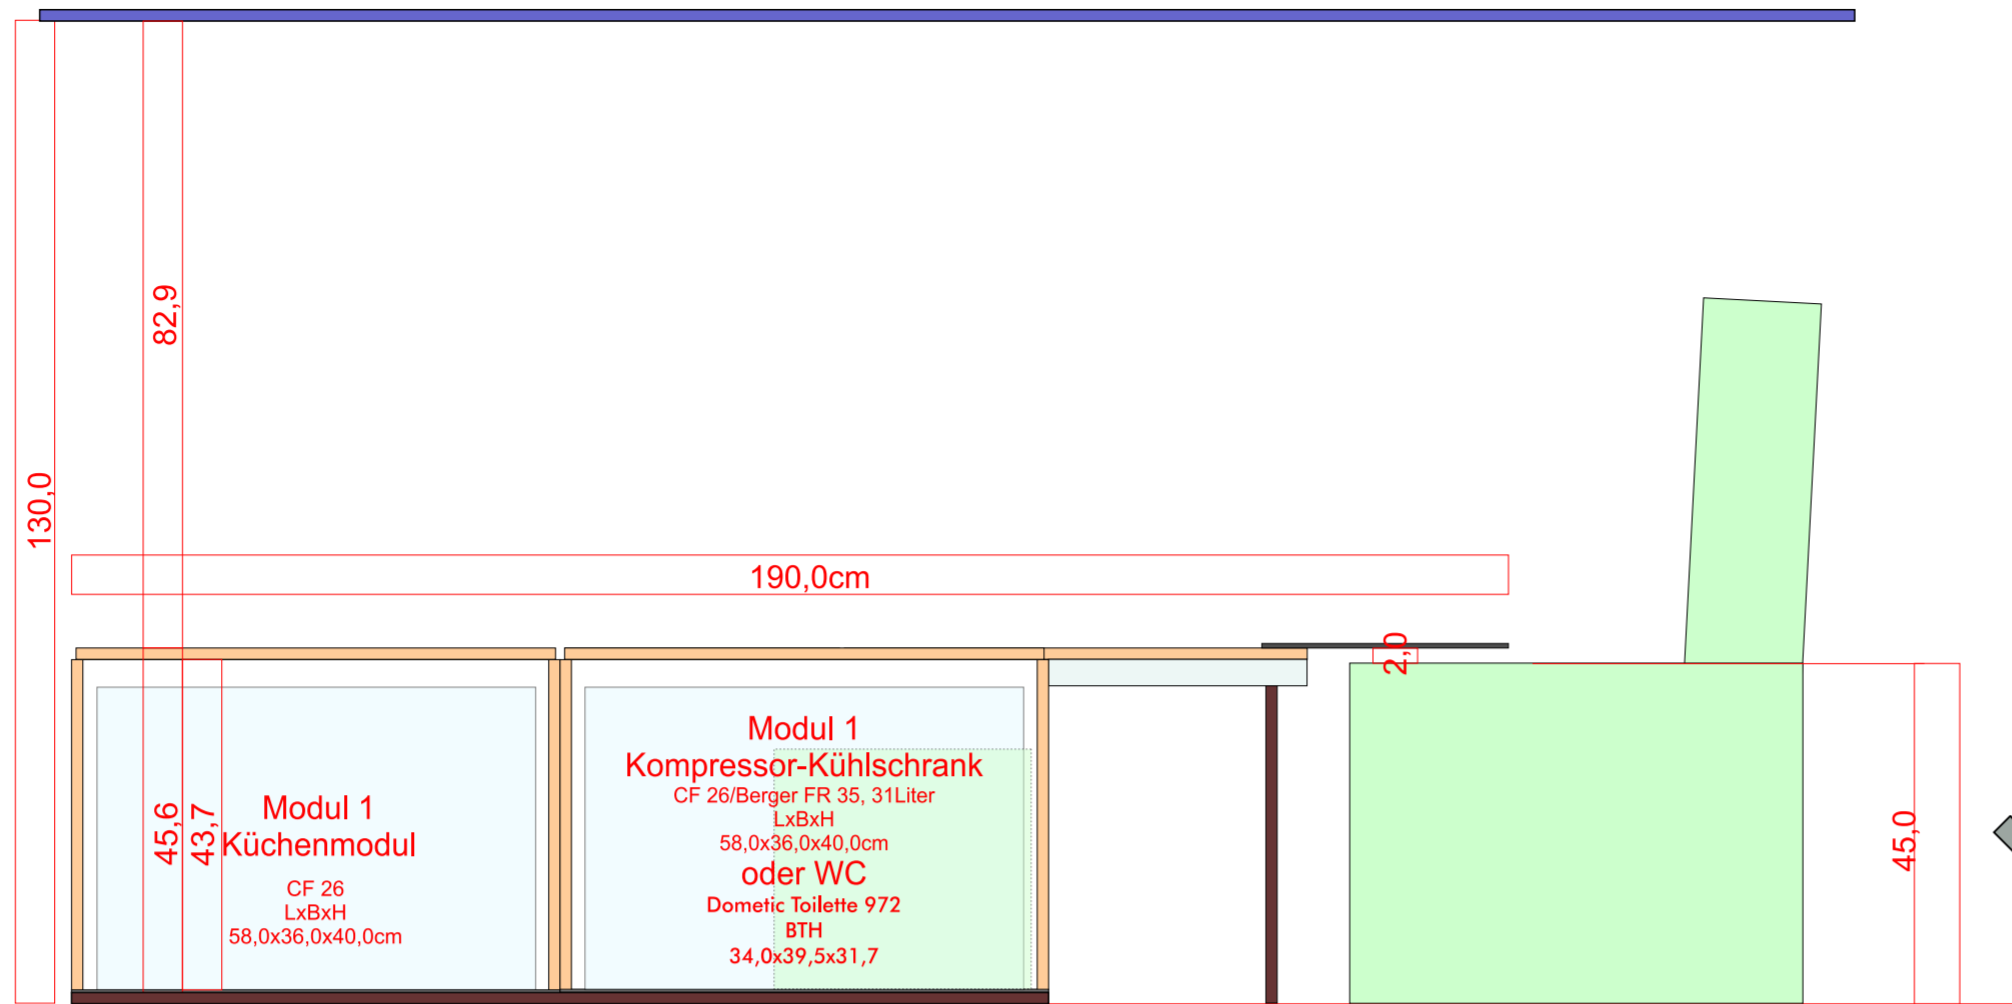 82,9
130,0
190,0cm
2,0
45,6
43,7
Modul 1
Küchenmodul
CF 26
LxBxH
58,0x36,0x40,0cm
Modul 1
Kompressor-Kühlschrank
CF 26/Berger FR 35, 31Liter
LxBxH
58,0x36,0x40,0cm
oder WC
Dometic Toilette 972
BTH
34,0x39,5x31,7
45,0